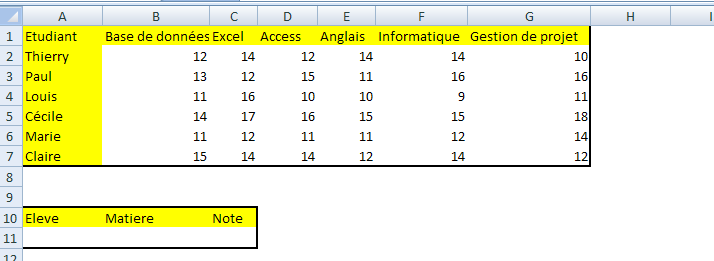 A B C D E F G H I
1 Etudiant Base de données Excel Access Anglais Informatique Gestion de projet
2 Thierry 12 14 12 14 14 10
3 Paul 13 12 15 11 16 16
4 Louis 11 16 10 10 9 11
5 Cécile 14 17 16 15 15 18
6 Marie 11 12 11 11 12 14
7 Claire 15 14 14 12 14 12
8
9
10 Eleve Matiere Note
11
12